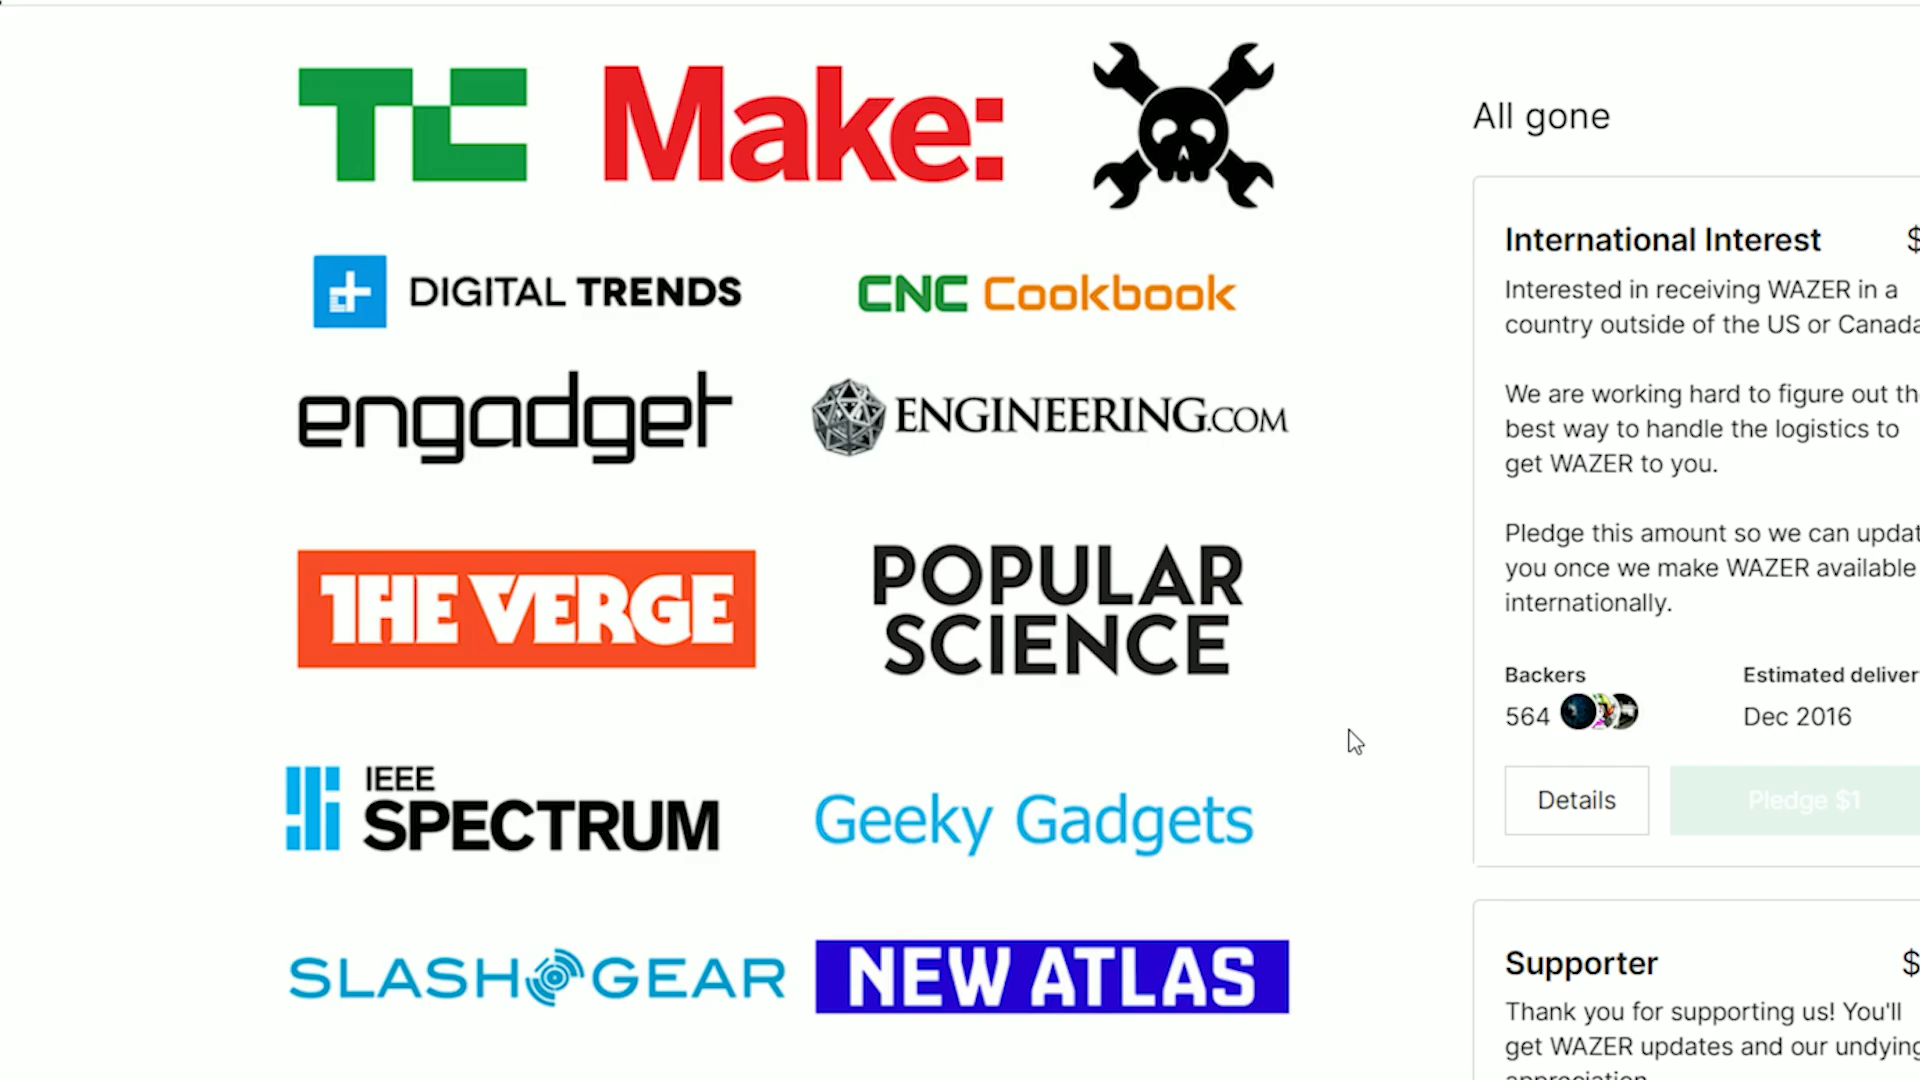 TC Make:
DIGITAL TRENDS
CNC Cookbook
engadget
ENGINEERING.COM
THE VERGE
POPULAR
SCIENCE
IEEE
SPECTRUM
Geeky Gadgets
SLASH GEAR
NEW ATLAS
All gone
International Interest $
Interested in receiving WAZER in a
country outside of the US or Canada
We are working hard to figure out th
best way to handle the logistics to
get WAZER to you.
Pledge this amount so we can updat
you once we make WAZER available
internationally.
Backers
564
Estimated deliver
Dec 2016
Details
Pledge $1
Supporter $
Thank you for supporting us! You'll
get WAZER updates and our undying